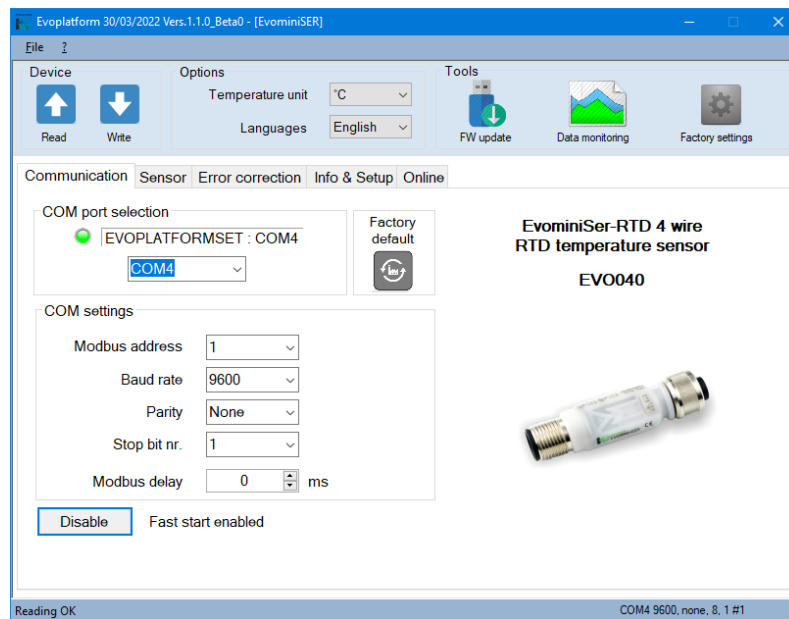 Evoplatform 30/03/2022 Vers.1.1.0_Beta0 - [EvominiSER]
File ?
Device
Read Write
Options
Temperature unit °C
Languages English
Tools
FW update Data monitoring Factory settings
Communication Sensor Error correction Info & Setup Online
COM port selection
EVOPLATFORMSET : COM4
COM4
Factory
default
COM settings
Modbus address 1
Baud rate 9600
Parity None
Stop bit nr. 1
Modbus delay 0 ms
Disable Fast start enabled
EvominiSer-RTD 4 wire
RTD temperature sensor
EVO040
Reading OK COM4 9600, none, 8, 1 #1